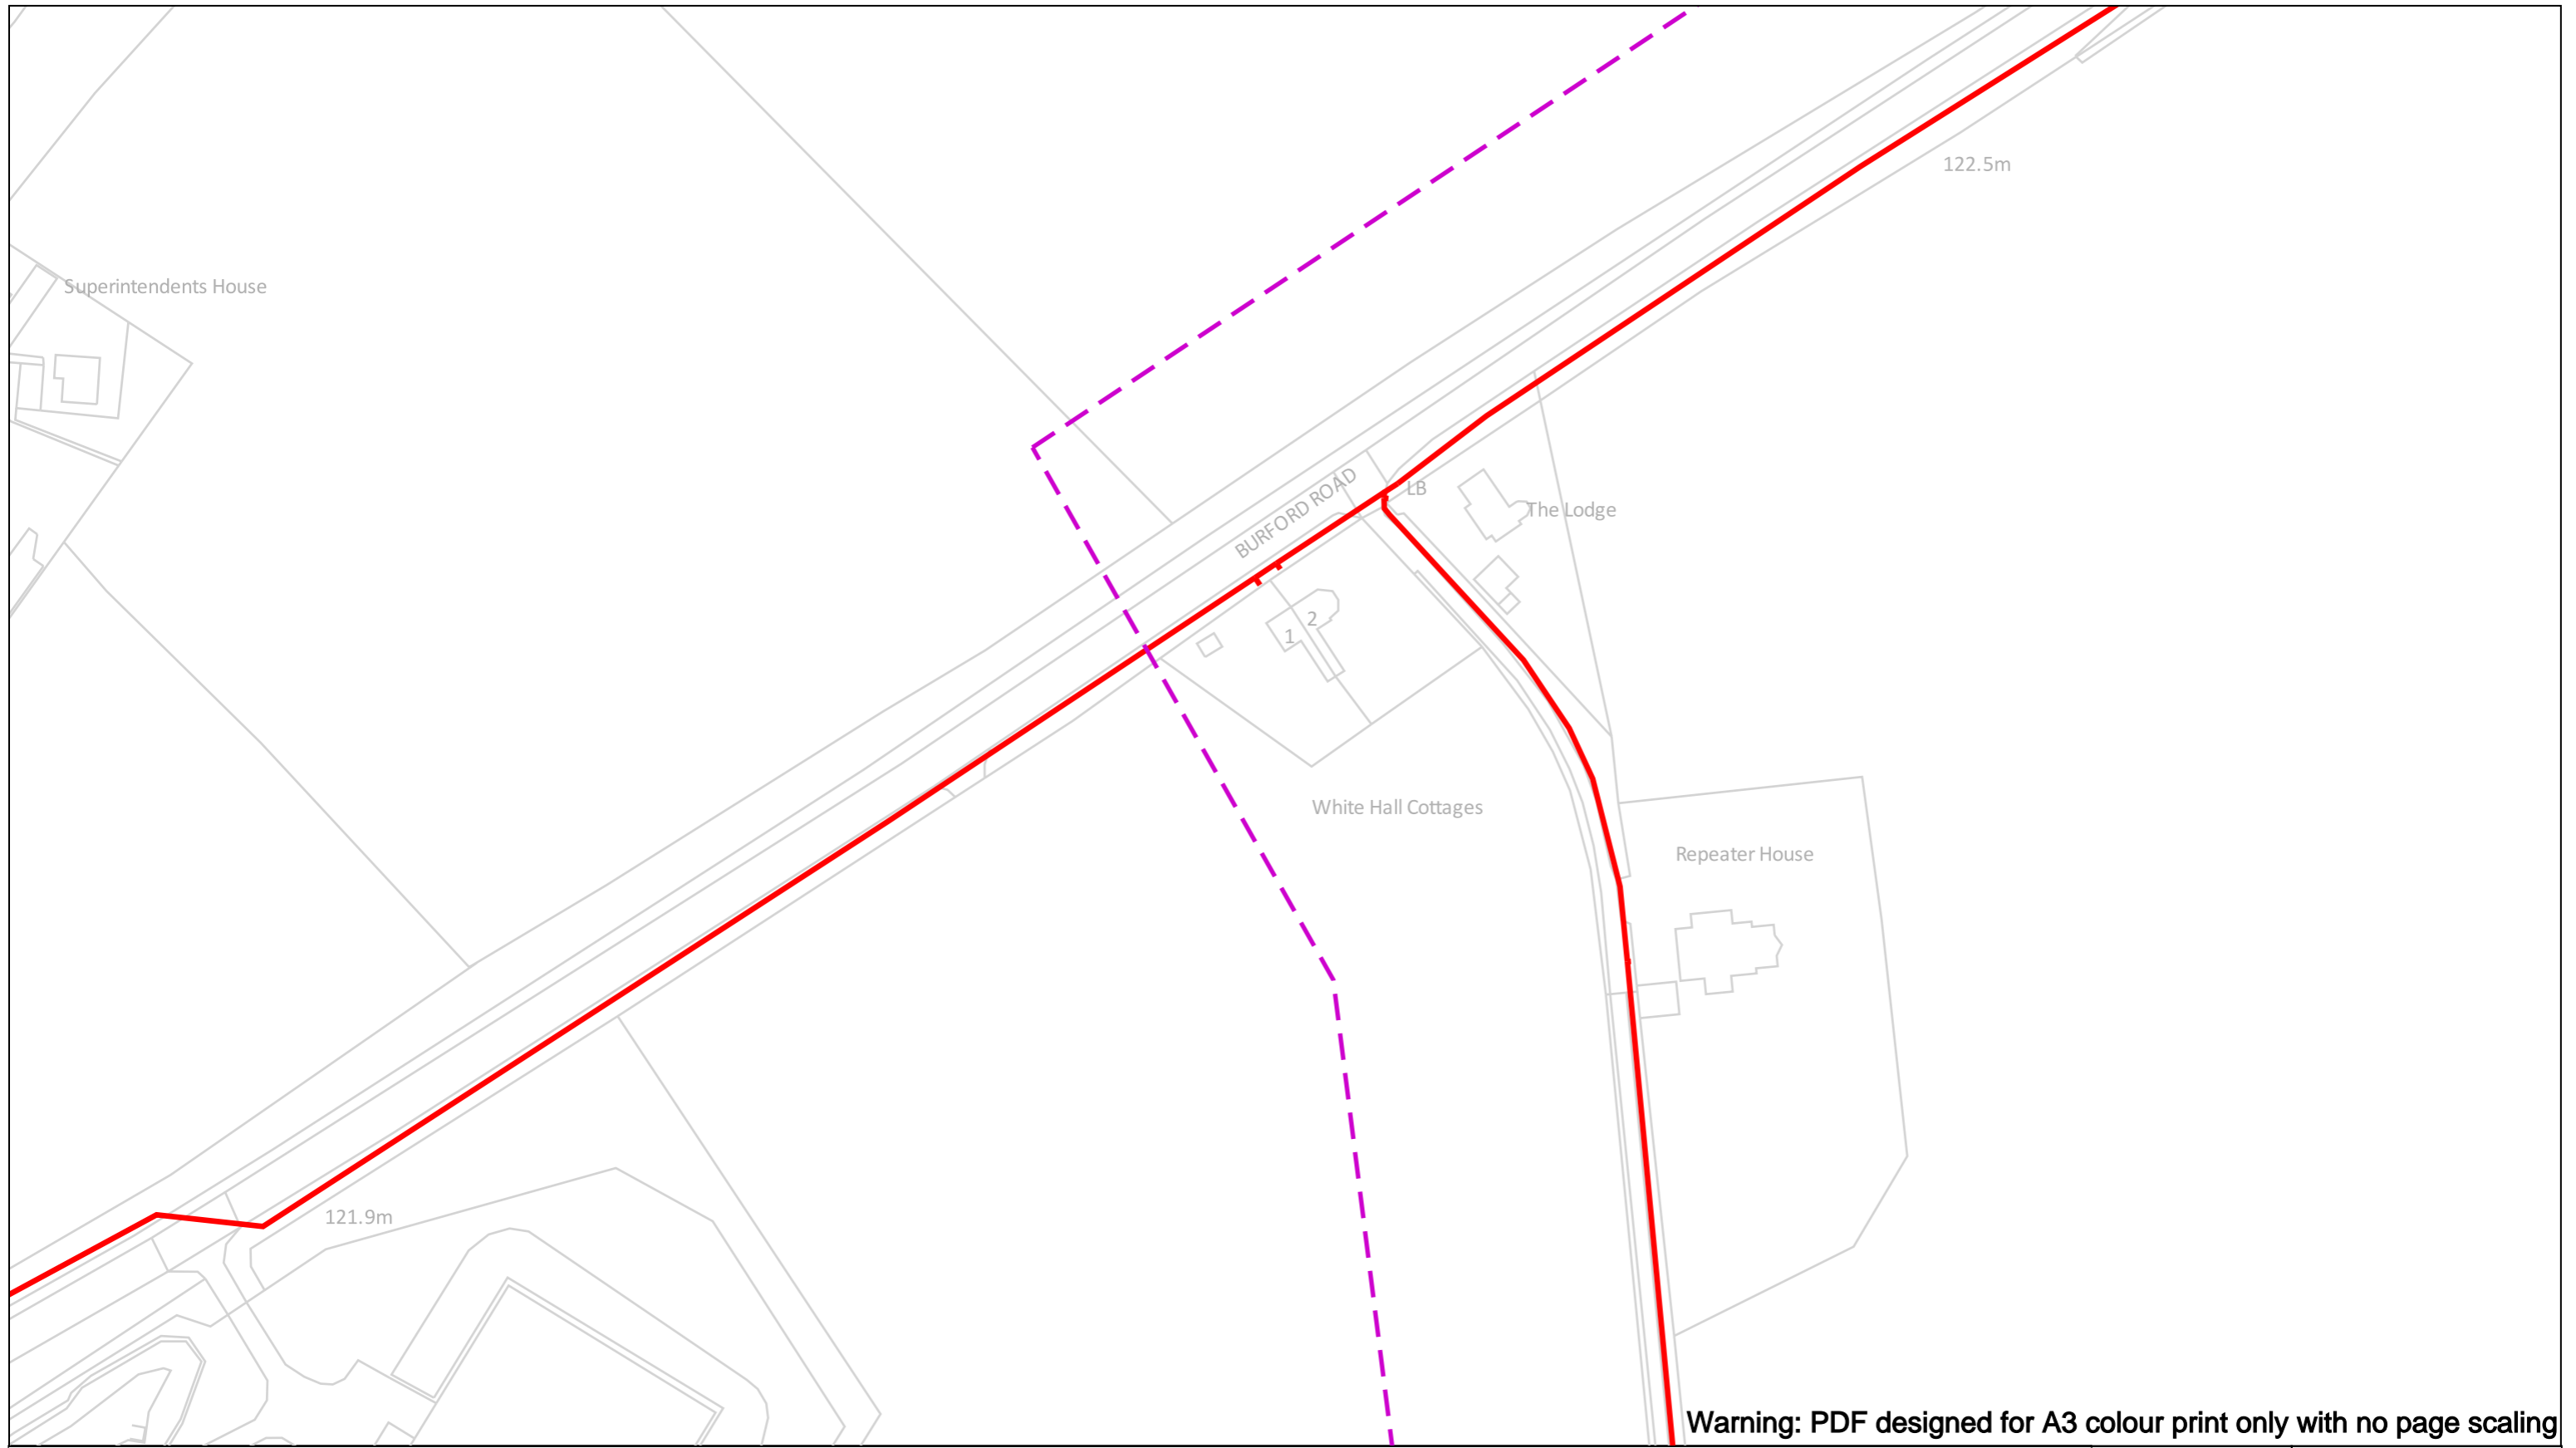 122.5m
Superintendents House
BURFORD ROAD
LB
The Lodge
2
1
White Hall Cottages
Repeater House
121.9m
Warning: PDF designed for A3 colour print only with no page scaling